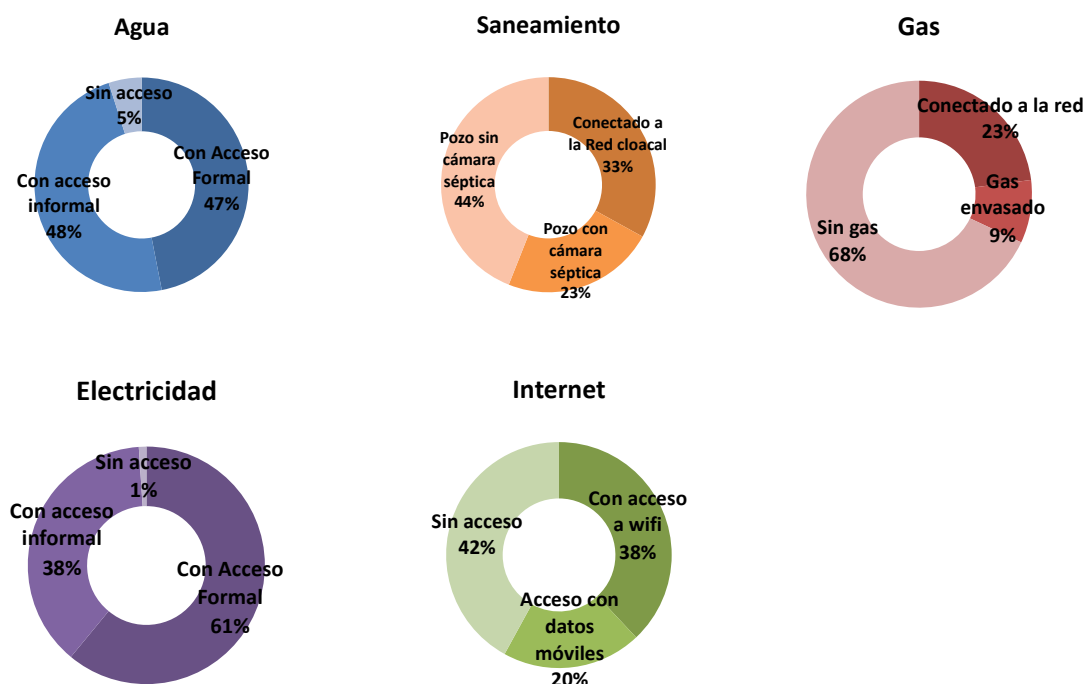 Agua
Sin acceso
5%
Con Acceso
Formal
47%
Con acceso
informal
48%
Saneamiento
Conectado a
la Red cloacal
33%
Pozo sin
cámara
séptica
44%
Pozo con
cámara
séptica
23%
Gas
Conectado a la red
23%
Gas
envasado
9%
Sin gas
68%
Electricidad
Sin acceso
1%
Con acceso
informal
38%
Con Acceso
Formal
61%
Internet
Con acceso
a wifi
38%
Sin acceso
42%
Acceso con
datos
móviles
20%